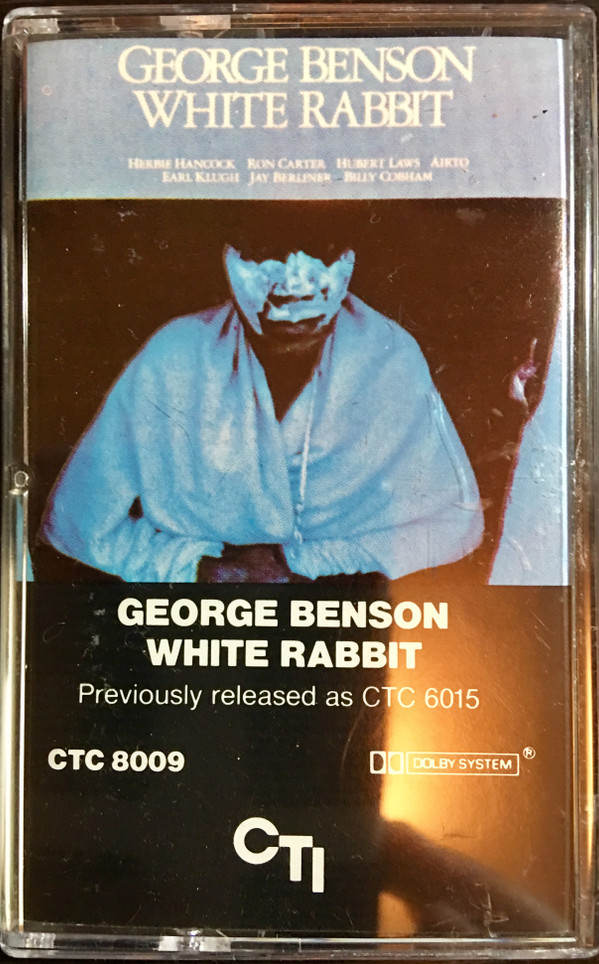 GEORGE BENSON
WHITE RABBIT
HERBIE HANCOCK RON CARTER HUBERT LAWS AIRTO
EARL KLUGH JAY BERLINER BILLY COBHAM
GEORGE BENSON
WHITE RABBIT
Previously released as CTC 6015
CTC 8009
DOLBY SYSTEM ®
CTI